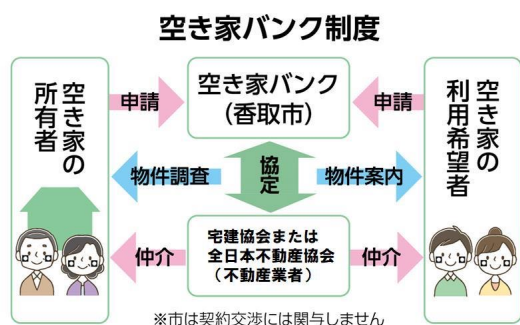 空き家バンク制度
空き家の
所有者
申請
空き家バンク
(香取市)
申請
空き家の
利用希望者
物件調査
協定
物件案内
仲介
宅建協会または
全日本不動産協会
(不動産業者)
仲介
※市は契約交渉には関与しません